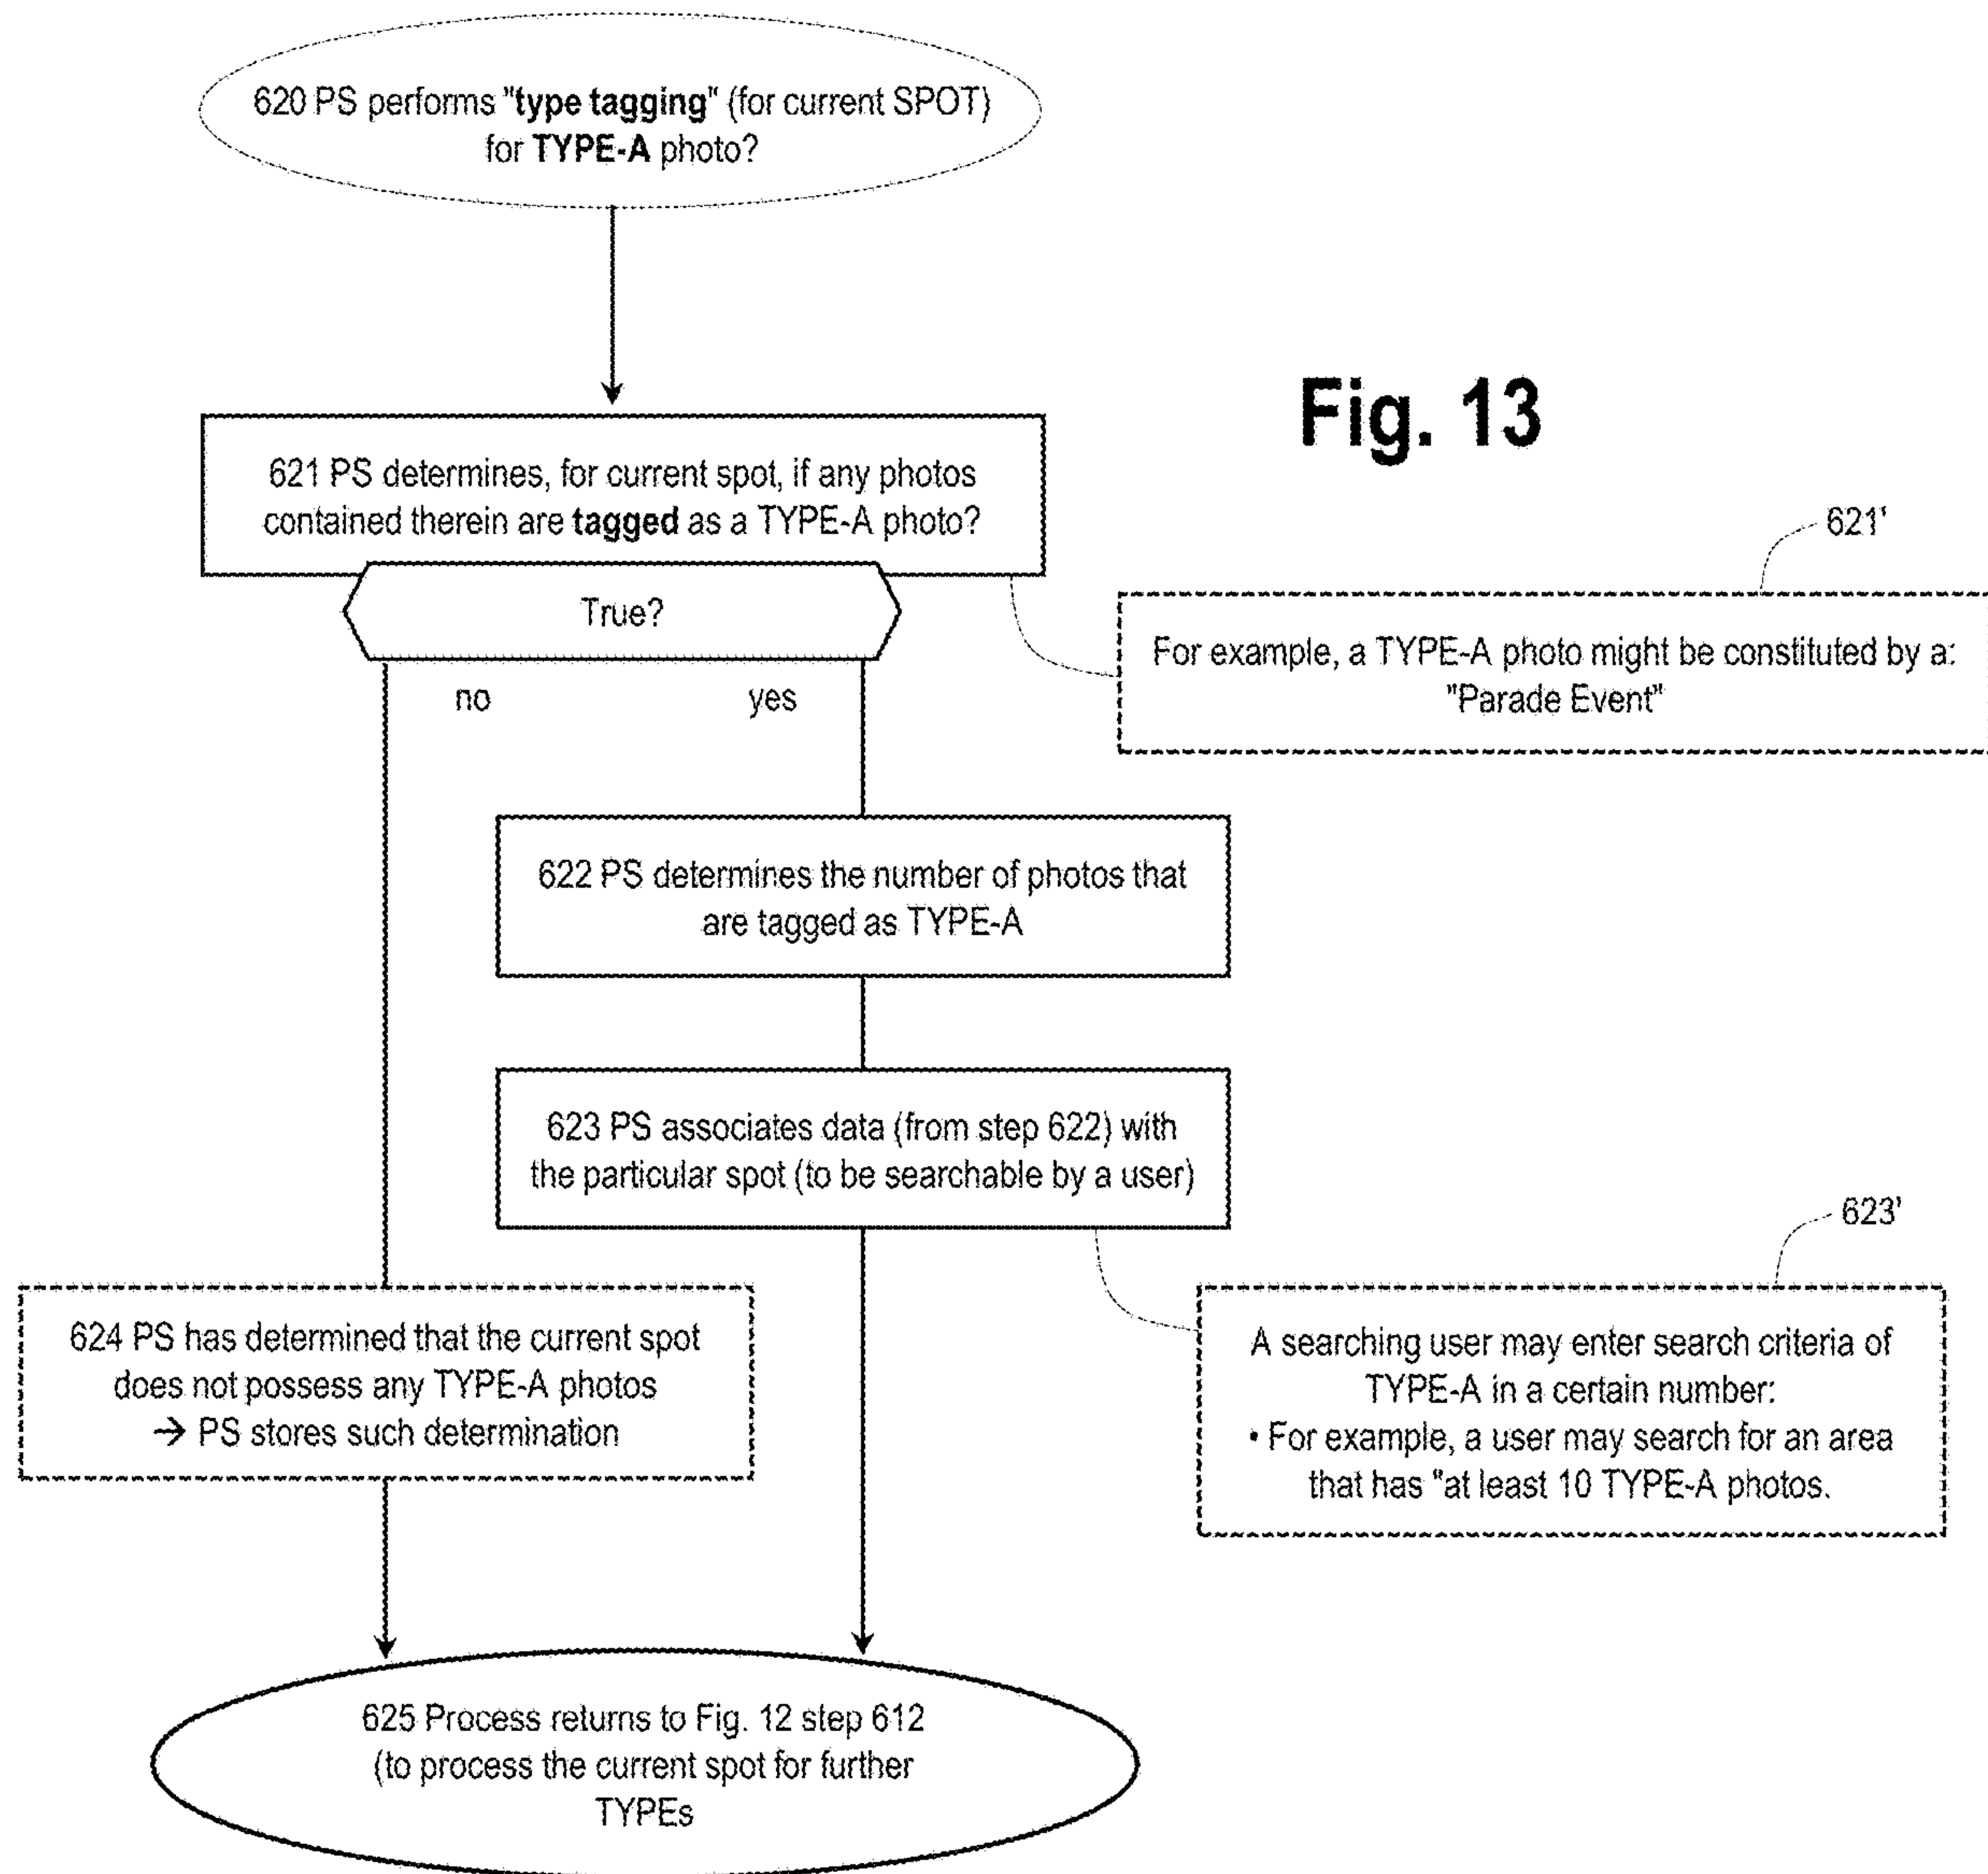 620 PS performs "type tagging" (for current SPOT)
for TYPE-A photo?
Fig. 13
621 PS determines, for current spot, if any photos
contained therein are tagged as a TYPE-A photo?
621'
True?
For example, a TYPE-A photo might be constituted by a:
"Parade Event"
no
yes
622 PS determines the number of photos that
are tagged as TYPE-A
623 PS associates data (from step 622) with
the particular spot (to be searchable by a user)
623'
624 PS has determined that the current spot
does not possess any TYPE-A photos
→ PS stores such determination
A searching user may enter search criteria of
TYPE-A in a certain number:
• For example, a user may search for an area
that has "at least 10 TYPE-A photos.
625 Process returns to Fig. 12 step 612
(to process the current spot for further
TYPEs